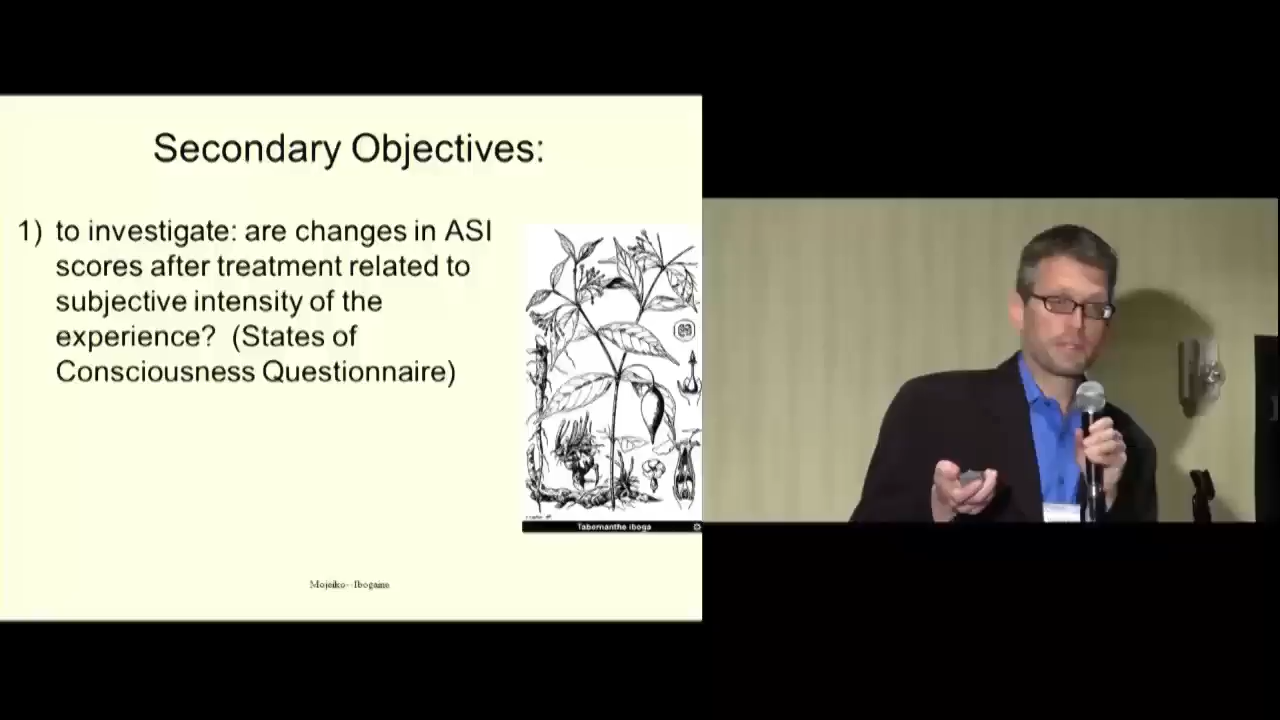 Secondary Objectives:
1) to investigate: are changes in ASI
scores after treatment related to
subjective intensity of the
experience? (States of
Consciousness Questionnaire)
Tabernanthe iboga
Mojeiko--Ibogaine